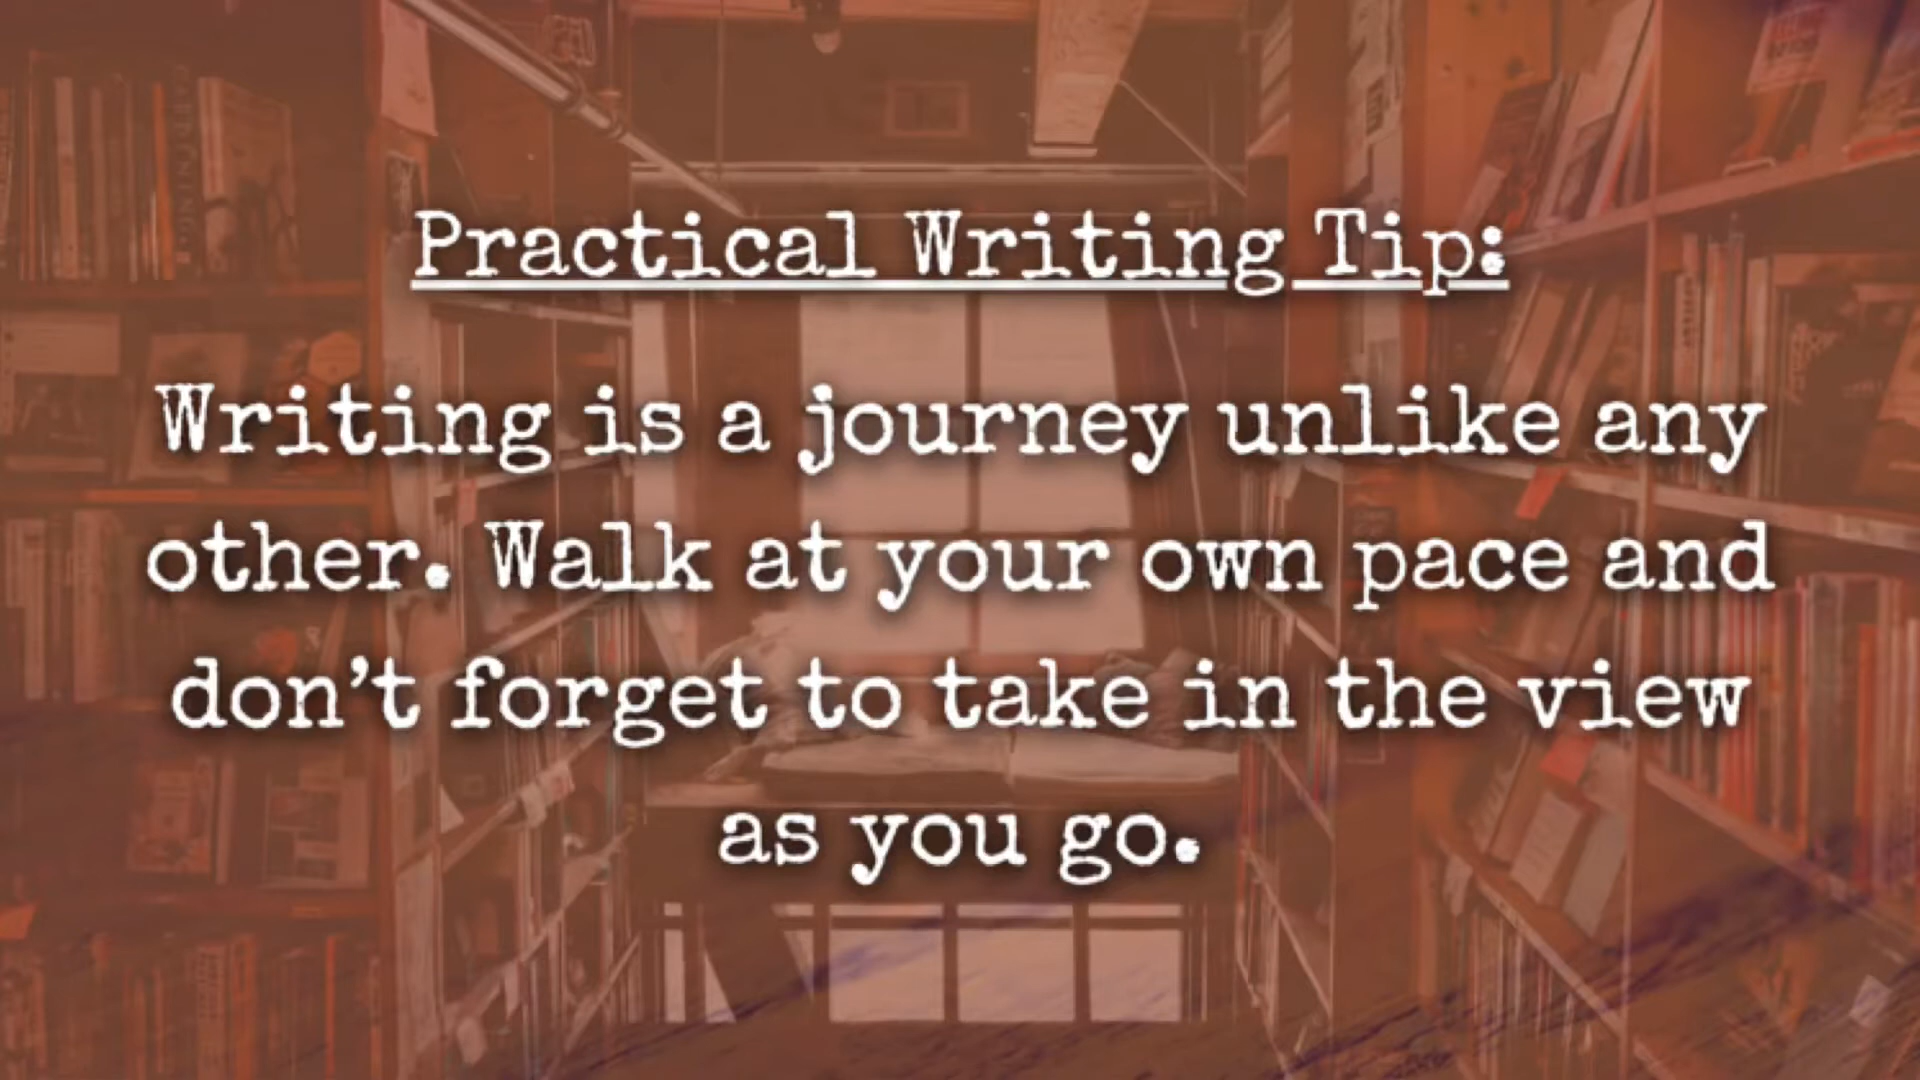 Practical Writing Tip:
Writing is a journey unlike any
other. Walk at your own pace and
don’t forget to take in the view
as you go.